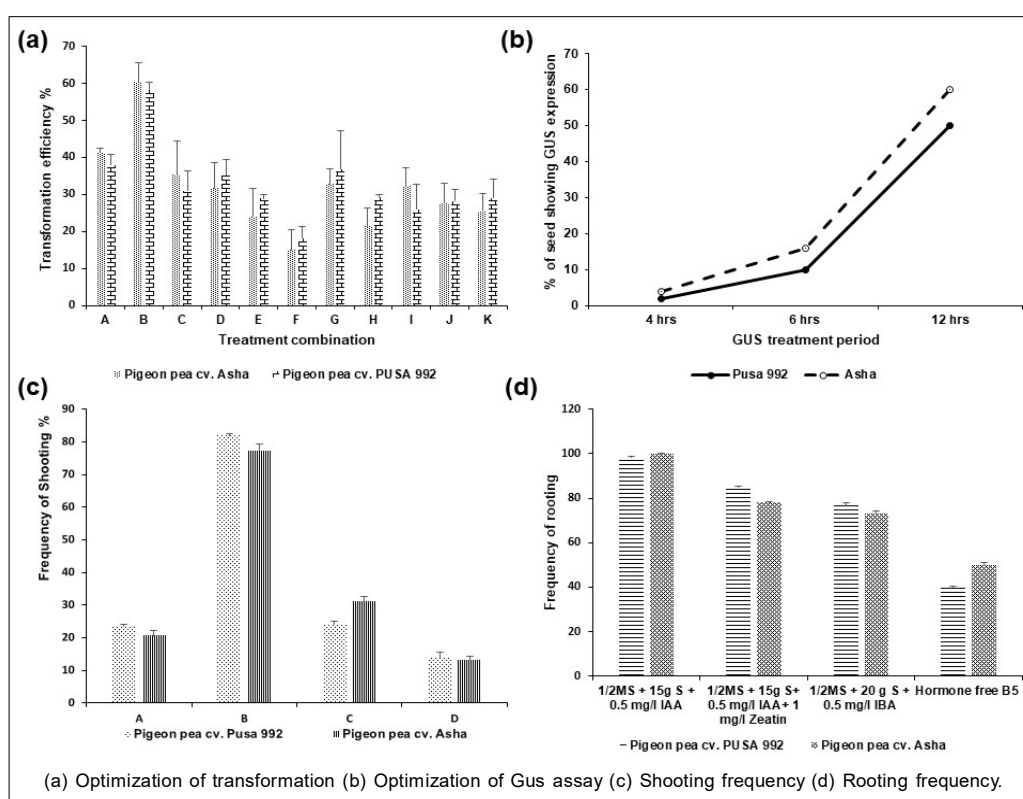 (a)
70
60
50
40
30
20
10
0
Transformation efficiency %
A B C D E F G H I J K
Treatment combination
Pigeon pea cv. Asha Pigeon pea cv. PUSA 992
(b)
70
60
50
40
30
20
10
0
% of seed showing GUS expression
4 hrs 6 hrs 12 hrs
GUS treatment period
Pusa 992 Asha
(c)
90
80
70
60
50
40
30
20
10
0
Frequency of Shooting %
A B C D
Pigeon pea cv. Pusa 992 Pigeon pea cv. Asha
(d)
120
100
80
60
40
20
0
Frequency of rooting
1/2MS + 15g S +
0.5 mg/l IAA
1/2MS + 15g S+
0.5 mg/l IAA+ 1
mg/l Zeatin
1/2MS + 20 g S +
0.5 mg/l IBA
Hormone free B5
Pigeon pea cv. PUSA 992 Pigeon pea cv. Asha
(a) Optimization of transformation (b) Optimization of Gus assay (c) Shooting frequency (d) Rooting frequency.